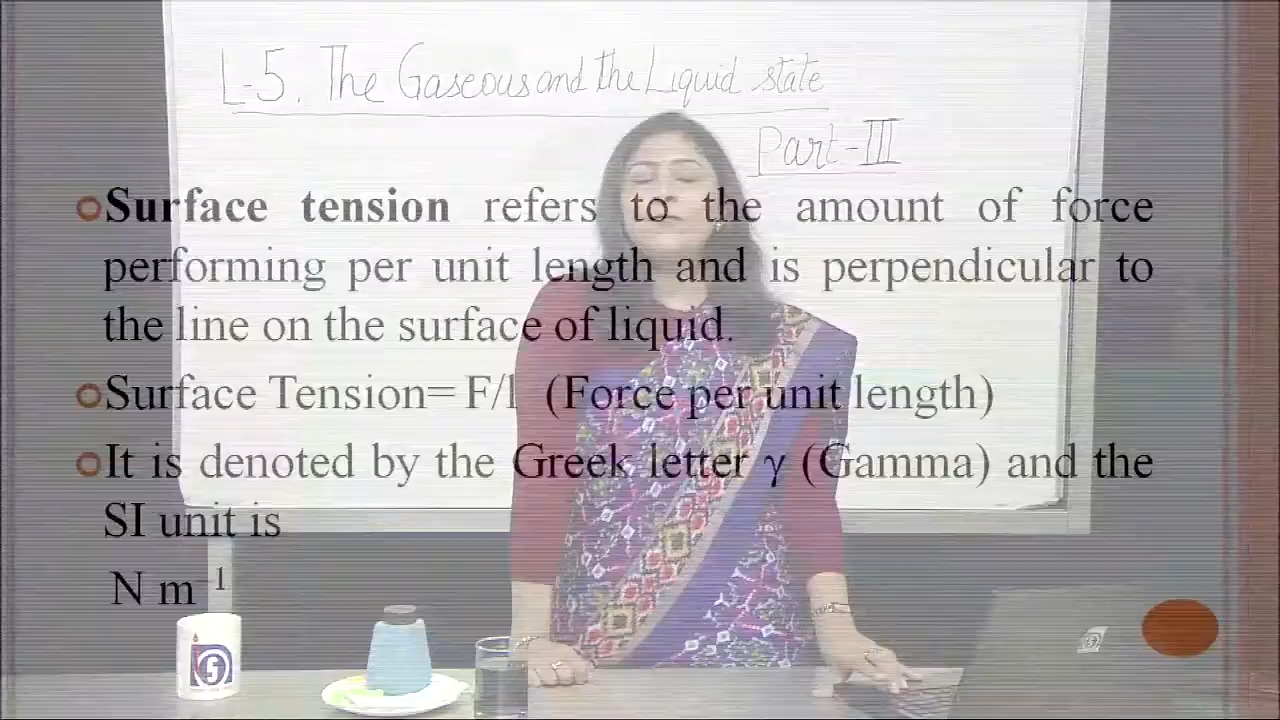 L-5. The Gaseous and the Liquid state
Part-III
Surface tension refers to the amount of force
performing per unit length and is perpendicular to
the line on the surface of liquid.
Surface Tension= F/l (Force per unit length)
It is denoted by the Greek letter γ (Gamma) and the
SI unit is
N m⁻¹